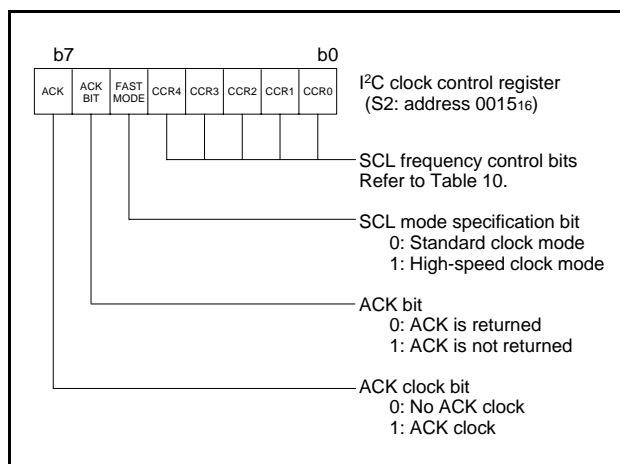 b7 b0
ACK ACK BIT FAST MODE CCR4 CCR3 CCR2 CCR1 CCR0
I²C clock control register
(S2: address 0015₁₆)
SCL frequency control bits
Refer to Table 10.
SCL mode specification bit
0: Standard clock mode
1: High-speed clock mode
ACK bit
0: ACK is returned
1: ACK is not returned
ACK clock bit
0: No ACK clock
1: ACK clock